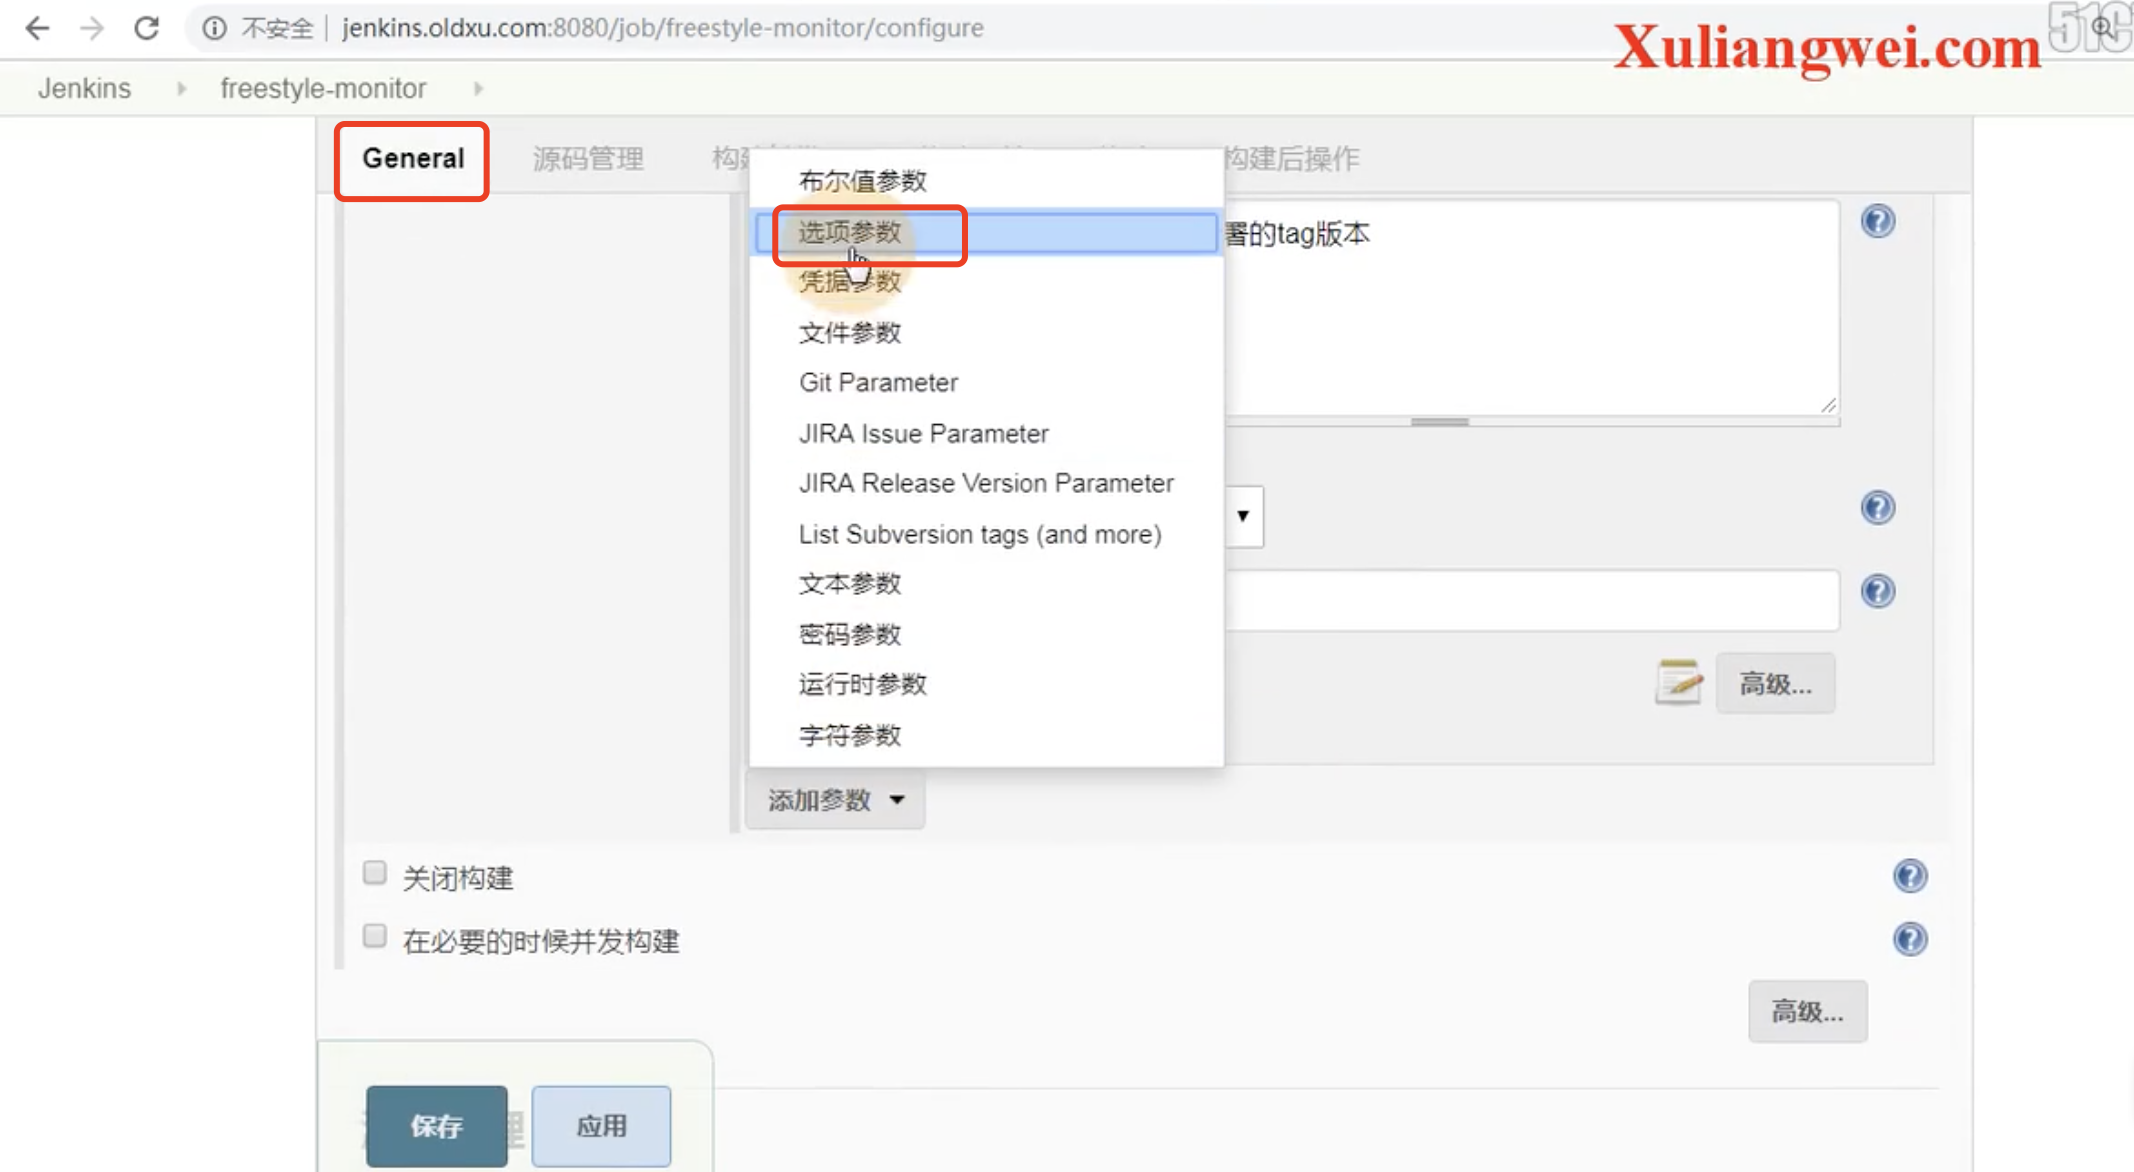 不安全 | jenkins.oldxu.com:8080/job/freestyle-monitor/configure
Xuliangwei.com
Jenkins freestyle-monitor
General 源码管理 构建后操作
布尔值参数
选项参数
署的tag版本
凭据参数
文件参数
Git Parameter
JIRA Issue Parameter
JIRA Release Version Parameter
List Subversion tags (and more)
文本参数
密码参数
运行时参数
高级...
字符参数
添加参数
关闭构建
在必要的时候并发构建
高级...
保存 应用